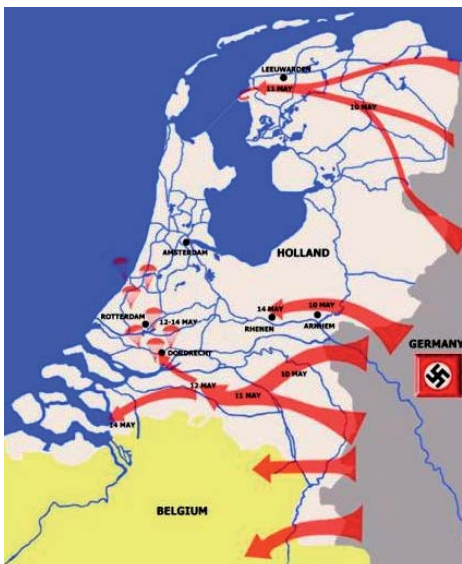 LEEUWARDEN
11 MAY
10 MAY
AMSTERDAM
HOLLAND
ROTTERDAM
12-14 MAY
14 MAY
10 MAY
RHENEN
ARNHEM
DORDRECHT
GERMANY
10 MAY
12 MAY
11 MAY
14 MAY
BELGIUM